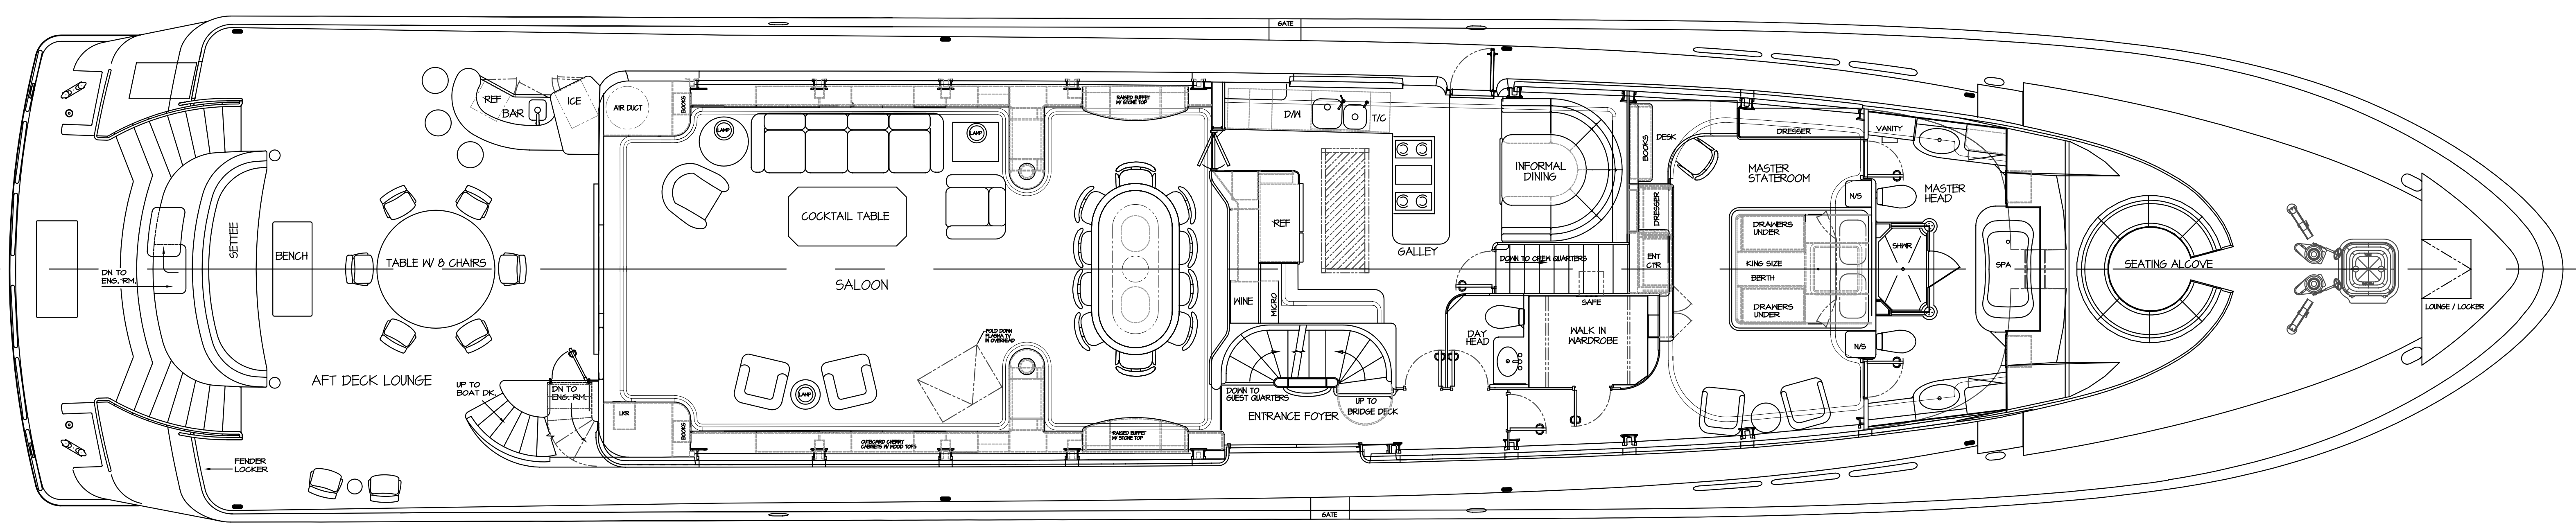 GATE
REF
BAR
ICE
AIR DUCT
BOOKS
LAMP
LAMP
RAISED BUFFET
W/ STONE TOP
D/W
T/C
BOOKS
DESK
DRESSER
VANITY
INFORMAL
DINING
MASTER
STATEROOM
N/S
MASTER
HEAD
DRESSER
COCKTAIL TABLE
REF
GALLEY
DRAWERS
UNDER
SHWR
SETTEE
BENCH
TABLE W/ 8 CHAIRS
DN TO
ENG. RM.
SALOON
DOWN TO CREW QUARTERS
ENT
CTR
KING SIZE
BERTH
SPA
SEATING ALCOVE
WINE
MICRO
SAFE
DRAWERS
UNDER
LOUNGE / LOCKER
FOLD DOWN
PLASMA TV
IN OVERHEAD
DAY
HEAD
WALK IN
WARDROBE
N/S
AFT DECK LOUNGE
UP TO
BOAT DK.
DN TO
ENG. RM.
LAMP
DOWN TO
GUEST QUARTERS
UP TO
BRIDGE DECK
ENTRANCE FOYER
LKR
BOOKS
OUTBOARD CHERRY
CABINETS W/ WOOD TOPS
RAISED BUFFET
W/ STONE TOP
FENDER
LOCKER
GATE